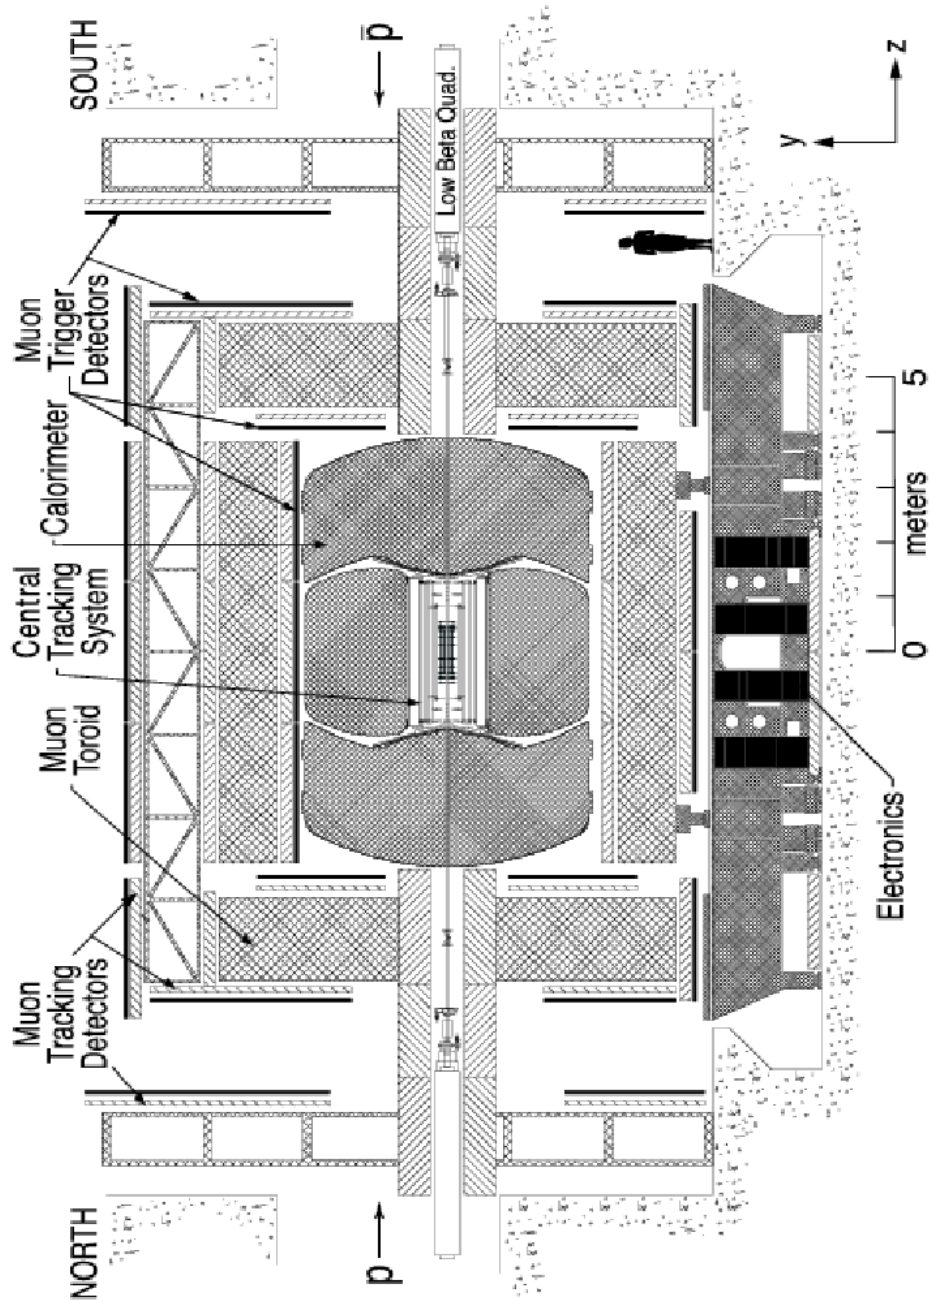 NORTH
SOUTH
Muon
Tracking
Detectors
Muon
Toroid
Central
Tracking
System
Calorimeter
Muon
Trigger
Detectors
p
p̄
Low Beta Quad.
y
z
Electronics
0
meters
5